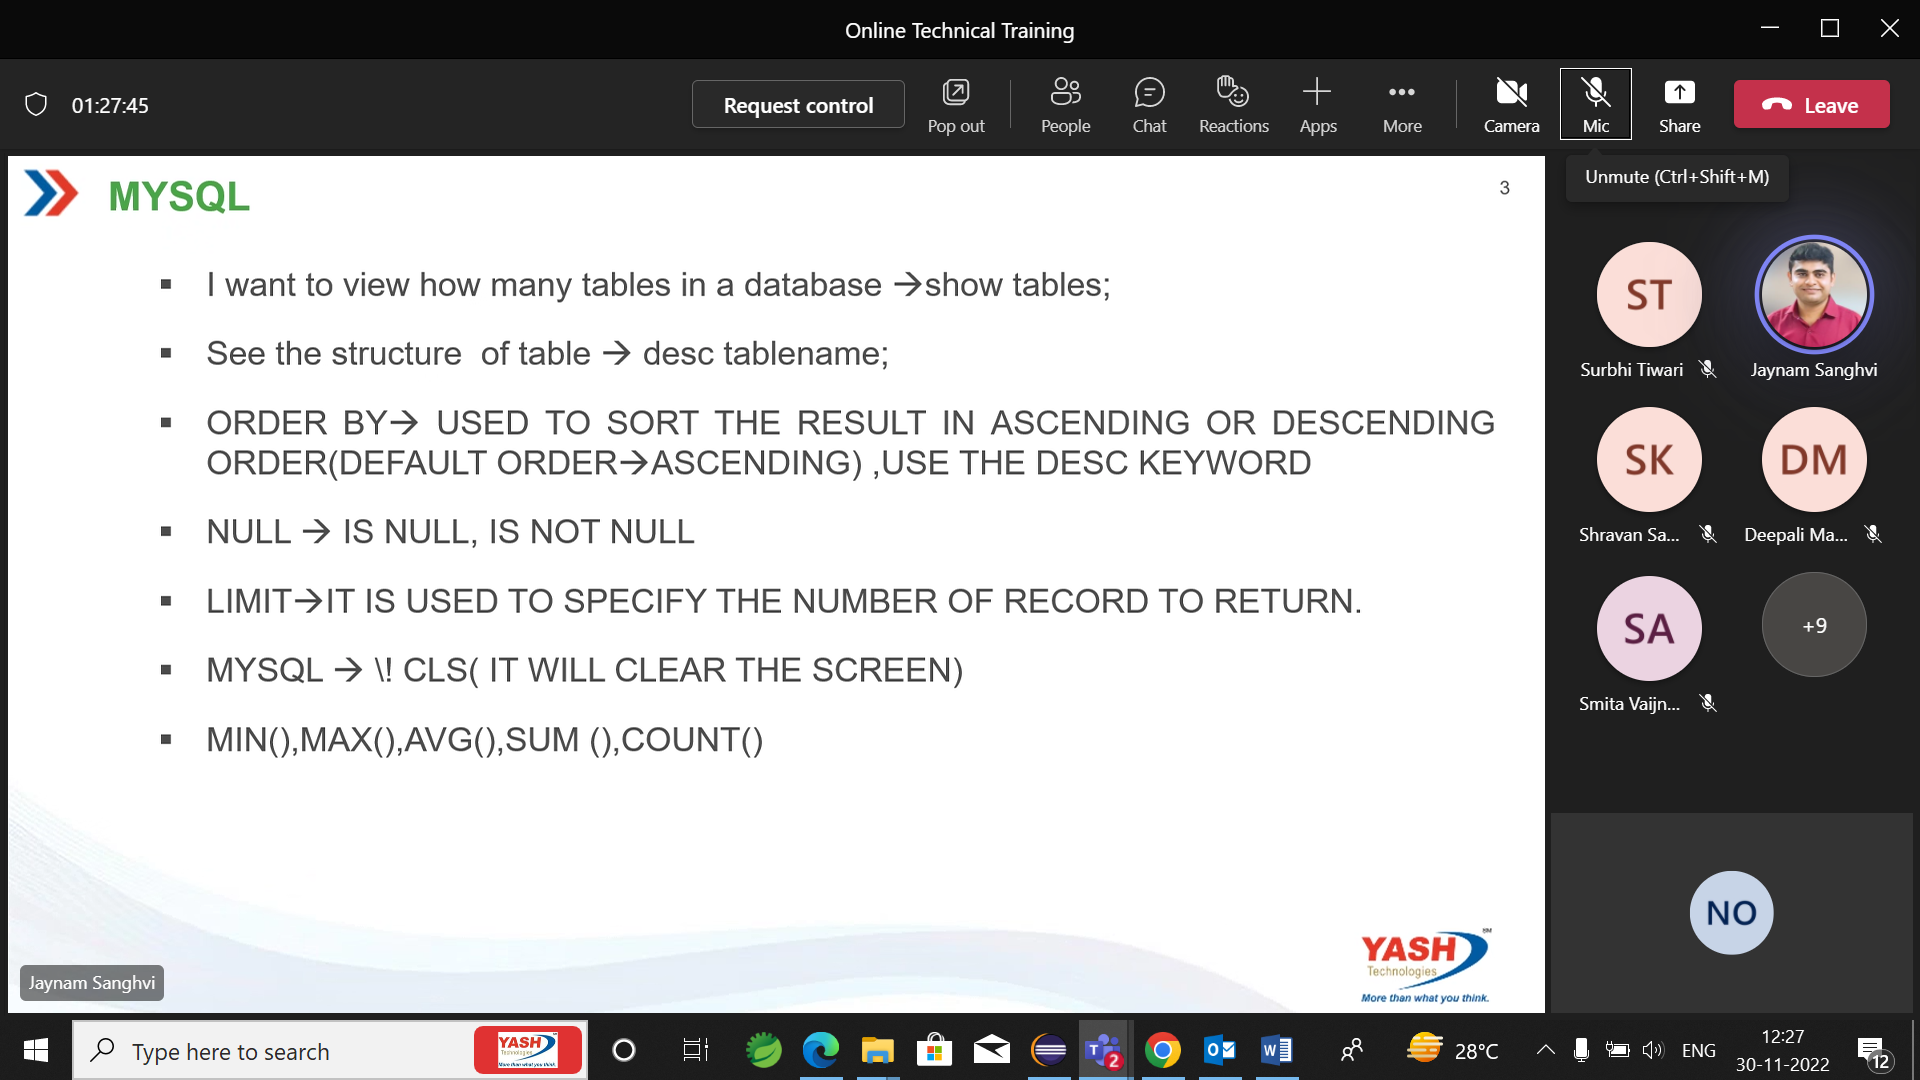 Online Technical Training
01:27:45
Request control
Pop out
People
Chat
Reactions
Apps
More
Camera
Mic
Share
Leave
Unmute (Ctrl+Shift+M)
MYSQL
3
▪ I want to view how many tables in a database →show tables;
▪ See the structure of table → desc tablename;
▪ ORDER BY→ USED TO SORT THE RESULT IN ASCENDING OR DESCENDING
ORDER(DEFAULT ORDER→ASCENDING) ,USE THE DESC KEYWORD
▪ NULL → IS NULL, IS NOT NULL
▪ LIMIT→IT IS USED TO SPECIFY THE NUMBER OF RECORD TO RETURN.
▪ MYSQL → \! CLS( IT WILL CLEAR THE SCREEN)
▪ MIN(),MAX(),AVG(),SUM (),COUNT()
YASH
Technologies
More than what you think.
Jaynam Sanghvi
ST
Surbhi Tiwari
Jaynam Sanghvi
SK
Shravan Sa...
DM
Deepali Ma...
SA
Smita Vaijn...
+9
NO
Type here to search
YASH
Technologies
2
28°C
ENG
12:27
30-11-2022
12